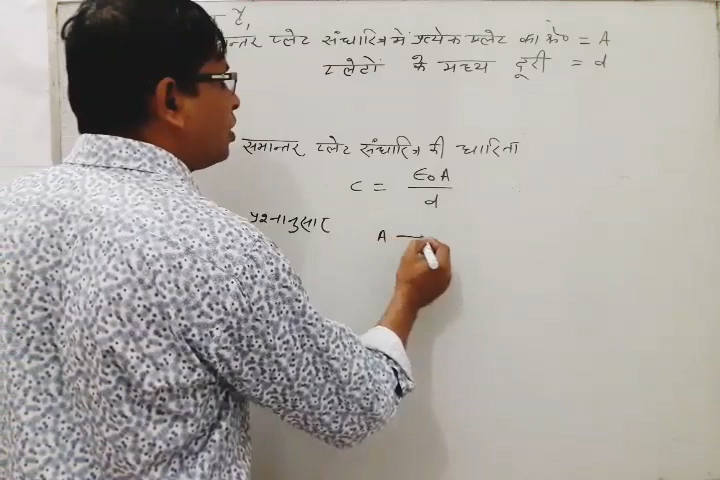 है,
समान्तर प्लेट संधारित्र में प्रत्येक प्लेट का क्षे० = A
प्लेटों के मध्य दूरी = d
समान्तर प्लेट संधारित्र की धारिता
C = ϵ₀A / d
प्रश्नानुसार
A —